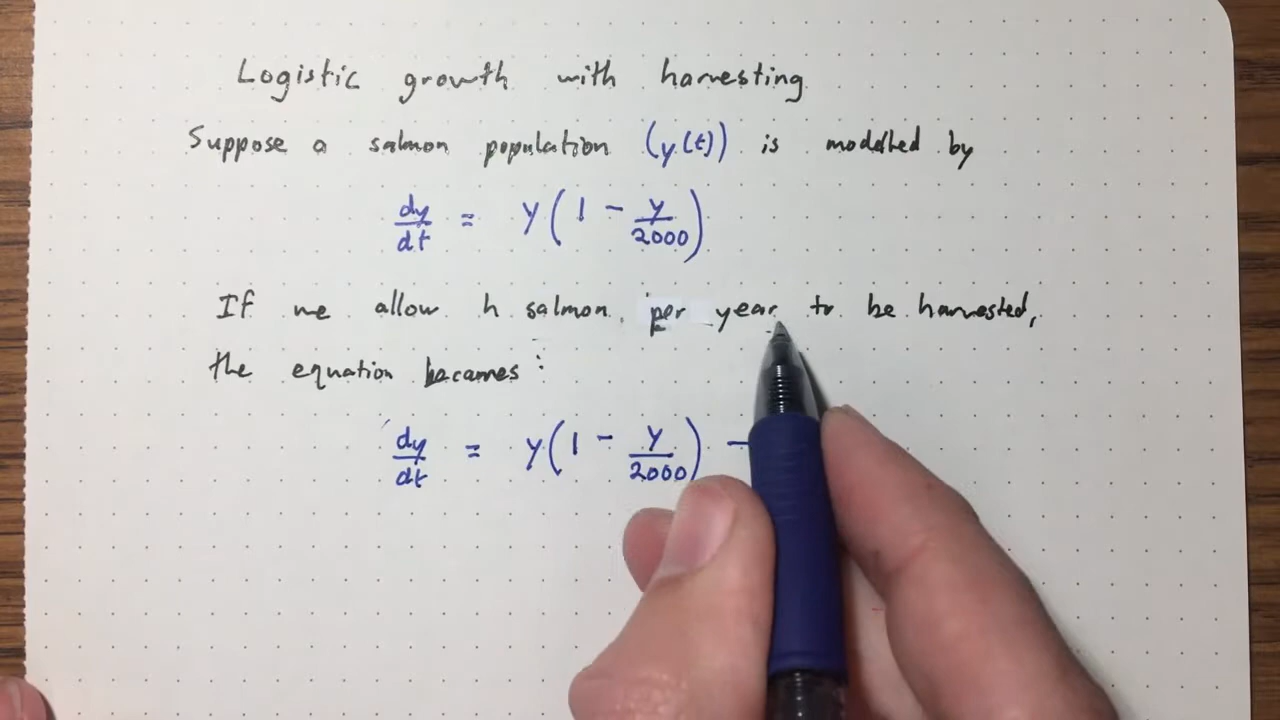 Logistic growth with harvesting
Suppose a salmon population (y(t)) is modelled by
dy/dt = y(1 - y/2000)
If we allow h salmon per year to be harvested,
the equation becomes:
dy/dt = y(1 - y/2000) -